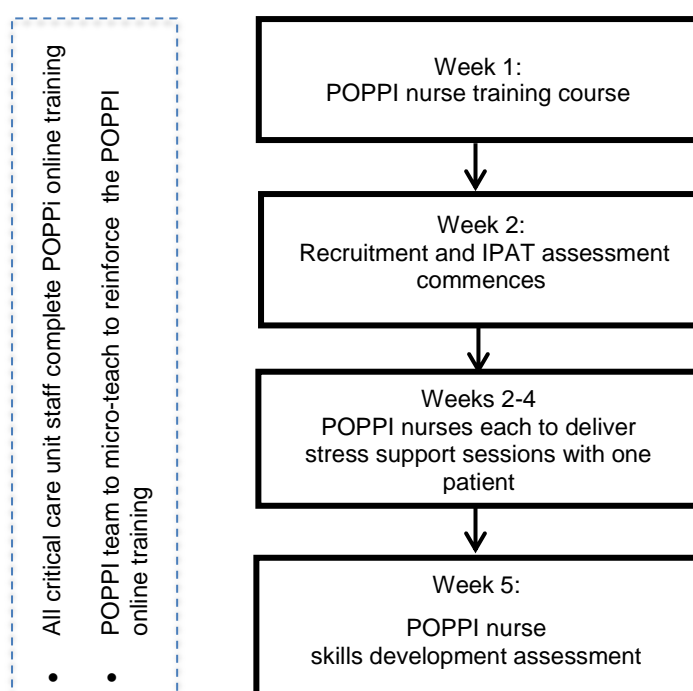 • All critical care unit staff complete POPPi online training
• POPPI team to micro-teach to reinforce the POPPI
online training
Week 1:
POPPI nurse training course
Week 2:
Recruitment and IPAT assessment
commences
Weeks 2-4
POPPI nurses each to deliver
stress support sessions with one
patient
Week 5:
POPPI nurse
skills development assessment